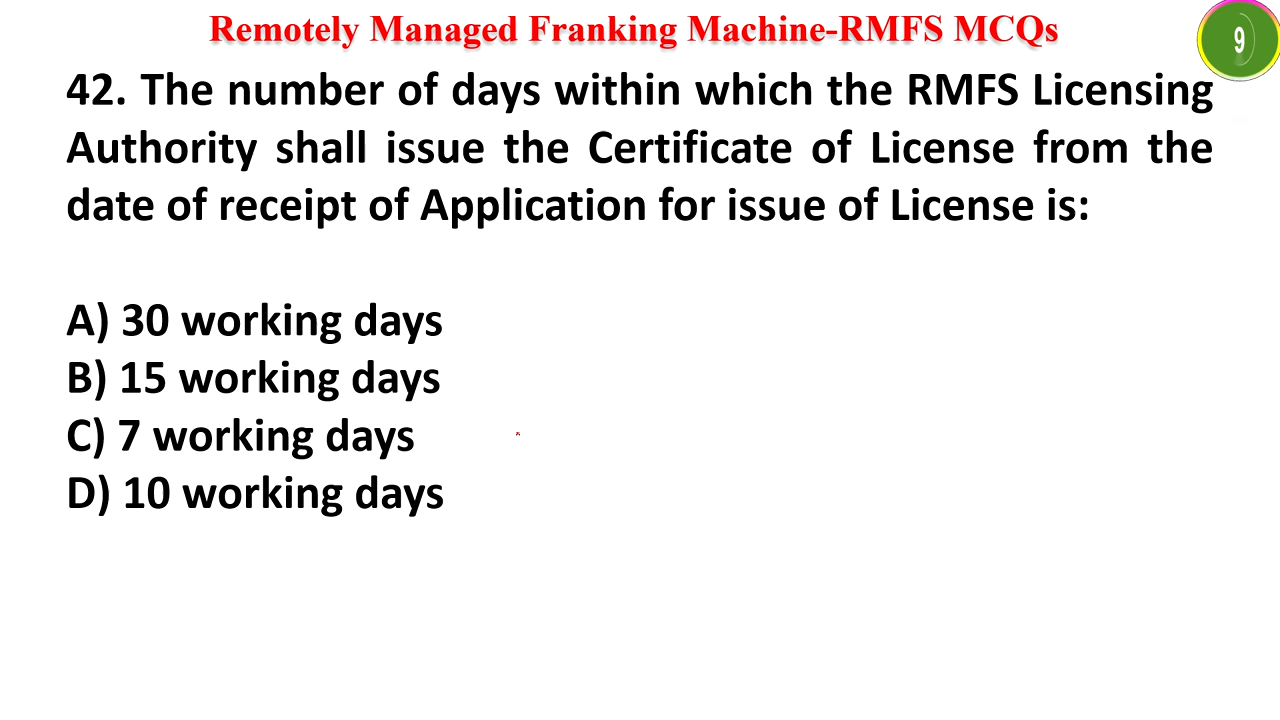 Remotely Managed Franking Machine-RMFS MCQs
9
42. The number of days within which the RMFS Licensing
Authority shall issue the Certificate of License from the
date of receipt of Application for issue of License is:
A) 30 working days
B) 15 working days
C) 7 working days
D) 10 working days